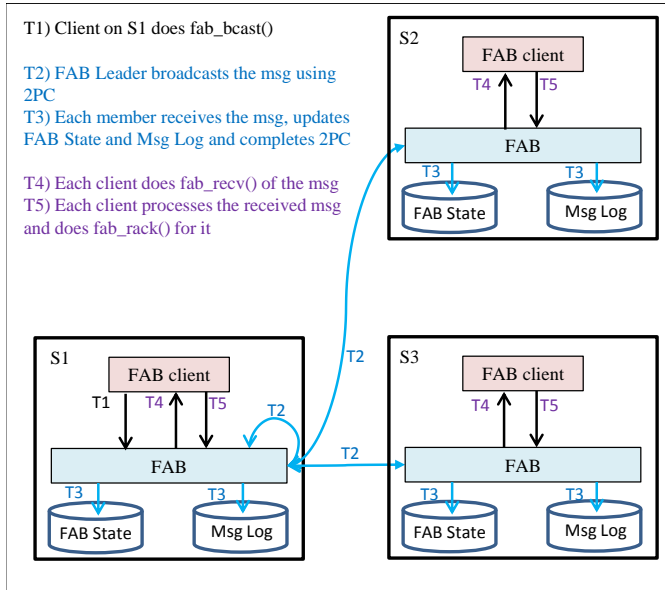 T1) Client on S1 does fab_bcast()
T2) FAB Leader broadcasts the msg using
2PC
T3) Each member receives the msg, updates
FAB State and Msg Log and completes 2PC
T4) Each client does fab_recv() of the msg
T5) Each client processes the received msg
and does fab_rack() for it
S2
FAB client
T4
T5
FAB
T3
T3
FAB State
Msg Log
T2
S1
FAB client
T1
T4
T5
T2
FAB
T3
T3
FAB State
Msg Log
T2
S3
FAB client
T4
T5
FAB
T3
T3
FAB State
Msg Log